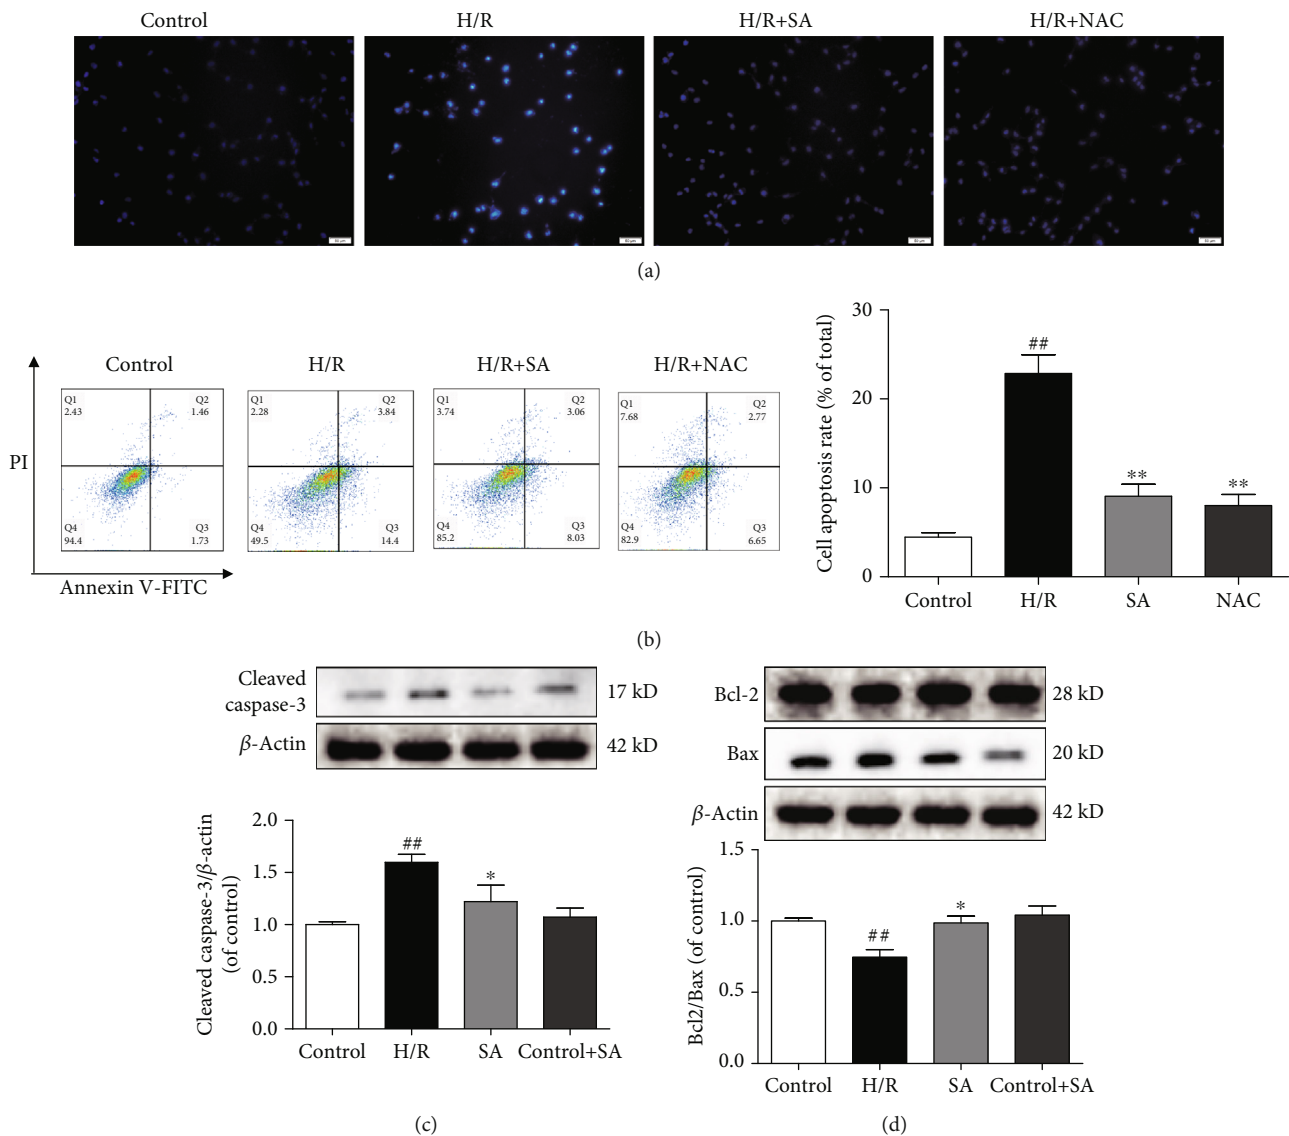 Control
H/R
H/R+SA
H/R+NAC
(a)
PI
Annexin V-FITC
Control
Q1
2.43
Q2
1.46
Q4
94.4
Q3
1.73
H/R
Q1
2.28
Q2
3.84
Q4
49.5
Q3
14.4
H/R+SA
Q1
3.74
Q2
3.06
Q4
85.2
Q3
8.03
H/R+NAC
Q1
7.68
Q2
2.77
Q4
82.9
Q3
6.65
Cell apoptosis rate (% of total)
30
20
10
0
##
**
**
Control
H/R
SA
NAC
(b)
Cleaved
caspase-3
17 kD
β-Actin
42 kD
Cleaved caspase-3/β-actin
(of control)
2.0
1.5
1.0
0.5
0.0
##
*
Control
H/R
SA
Control+SA
(c)
Bcl-2
28 kD
Bax
20 kD
β-Actin
42 kD
Bcl2/Bax (of control)
1.5
1.0
0.5
0.0
##
*
Control
H/R
SA
Control+SA
(d)